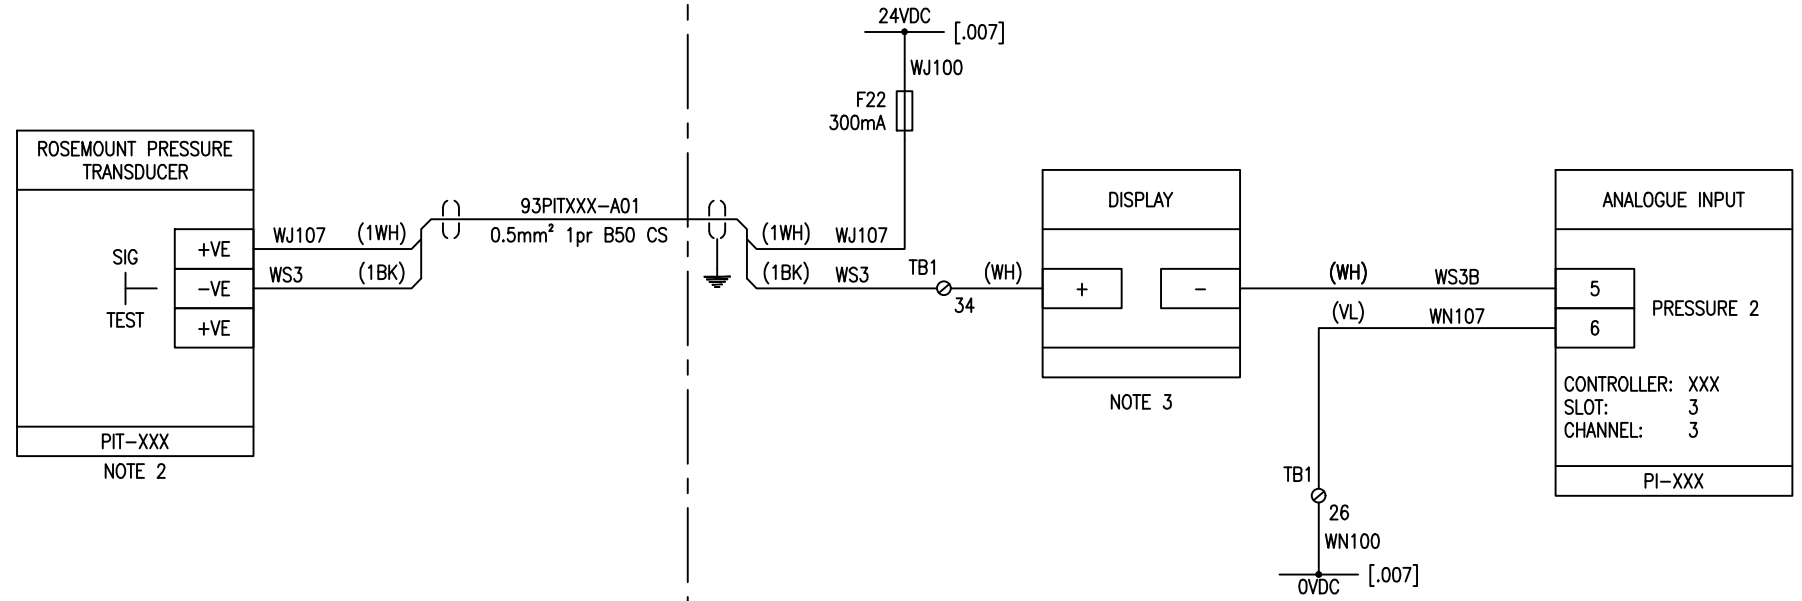 24VDC
[.007]
WJ100
F22
300mA
ROSEMOUNT PRESSURE
TRANSDUCER
SIG
TEST
+VE
-VE
+VE
PIT-XXX
NOTE 2
WJ107
(1WH)
WS3
(1BK)
93PITXXX-A01
0.5mm² 1pr B50 CS
(1WH)
WJ107
(1BK)
WS3
TB1
34
(WH)
DISPLAY
+
-
NOTE 3
(WH)
WS3B
(VL)
WN107
TB1
26
WN100
0VDC
[.007]
ANALOGUE INPUT
5
6
PRESSURE 2
CONTROLLER: XXX
SLOT: 3
CHANNEL: 3
PI-XXX